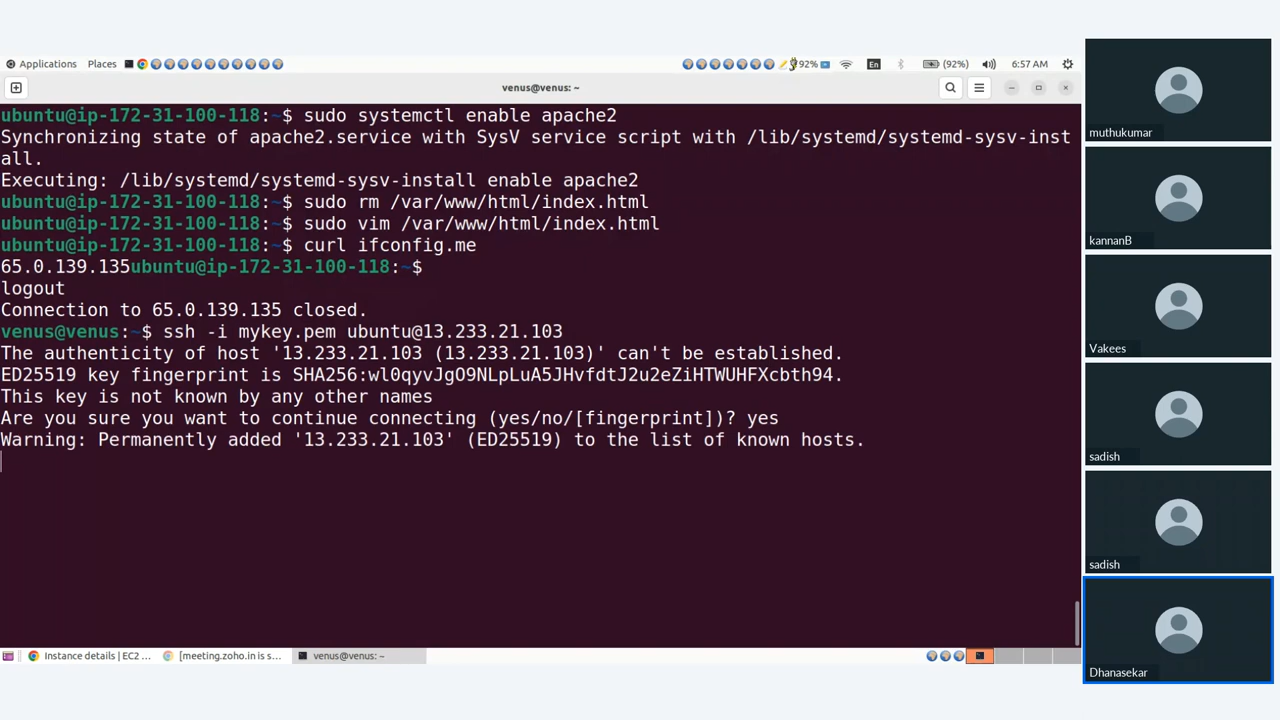 Applications Places 92% En (92%) 6:57 AM
venus@venus: ~
ubuntu@ip-172-31-100-118:~$ sudo systemctl enable apache2
Synchronizing state of apache2.service with SysV service script with /lib/systemd/systemd-sysv-inst
all.
Executing: /lib/systemd/systemd-sysv-install enable apache2
ubuntu@ip-172-31-100-118:~$ sudo rm /var/www/html/index.html
ubuntu@ip-172-31-100-118:~$ sudo vim /var/www/html/index.html
ubuntu@ip-172-31-100-118:~$ curl ifconfig.me
65.0.139.135ubuntu@ip-172-31-100-118:~$
logout
Connection to 65.0.139.135 closed.
venus@venus:~$ ssh -i mykey.pem ubuntu@13.233.21.103
The authenticity of host '13.233.21.103 (13.233.21.103)' can't be established.
ED25519 key fingerprint is SHA256:wl0qyvJgO9NLpLuA5JHvfdtJ2u2eZiHTWUHFXcbth94.
This key is not known by any other names
Are you sure you want to continue connecting (yes/no/[fingerprint])? yes
Warning: Permanently added '13.233.21.103' (ED25519) to the list of known hosts.
Instance details | EC2 ... [meeting.zoho.in is s... venus@venus: ~
muthukumar
kannanB
Vakees
sadish
sadish
Dhanasekar